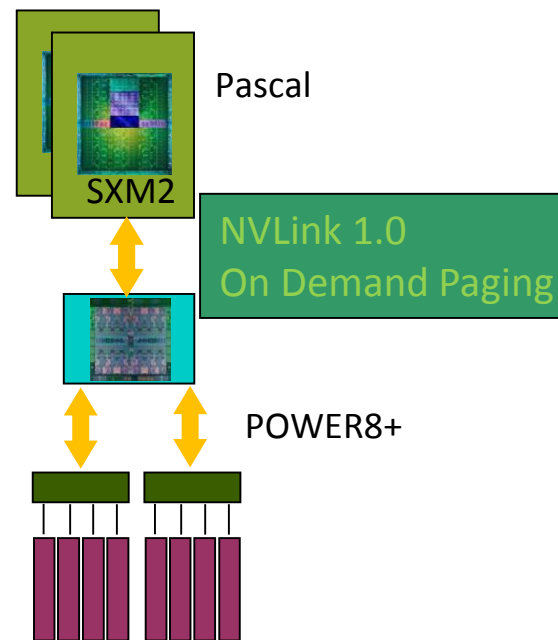 Pascal
SXM2
NVLink 1.0
On Demand Paging
POWER8+